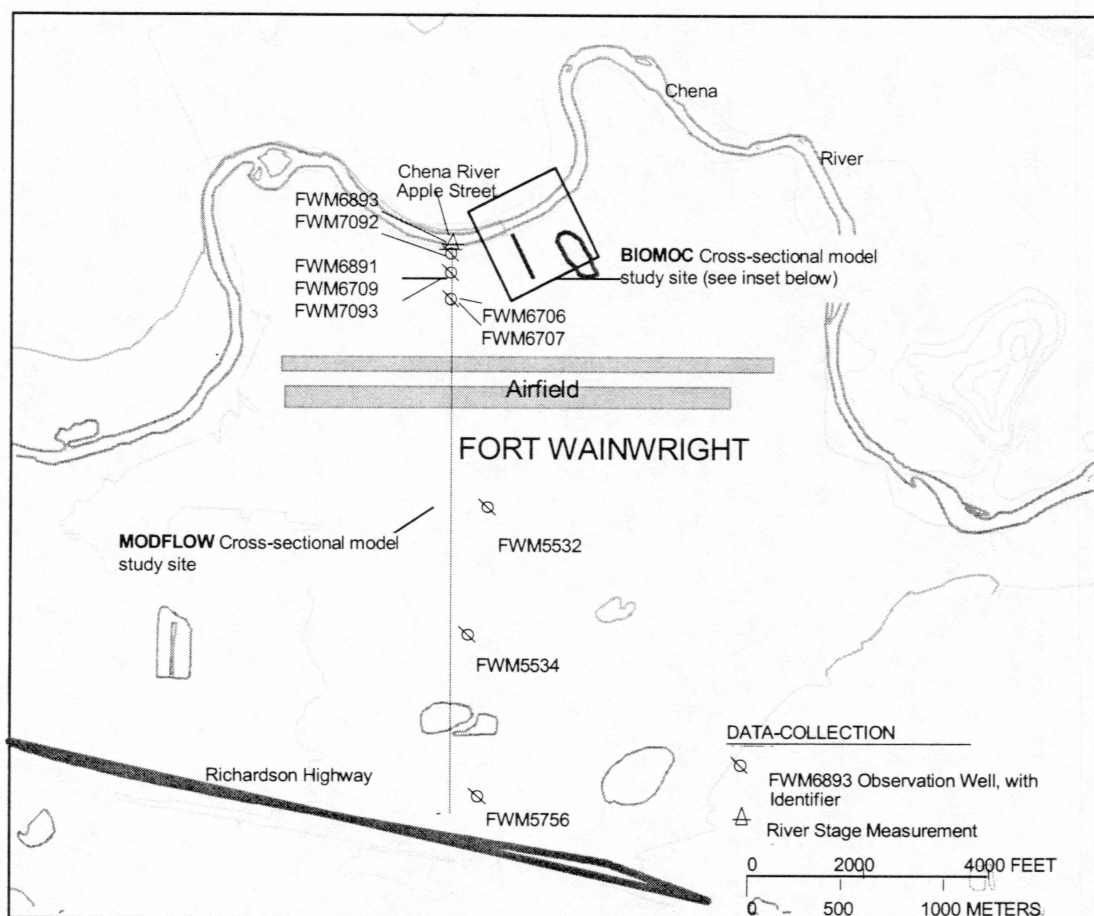 Chena
River
Chena River
Apple Street
FWM6893
FWM7092
FWM6891
FWM6709
FWM7093
FWM6706
FWM6707
BIOMOC Cross-sectional model
study site (see inset below)
Airfield
FORT WAINWRIGHT
MODFLOW Cross-sectional model
study site
FWM5532
FWM5534
FWM5756
Richardson Highway
DATA-COLLECTION
FWM6893 Observation Well, with
Identifier
River Stage Measurement
0 2000 4000 FEET
0 500 1000 METERS